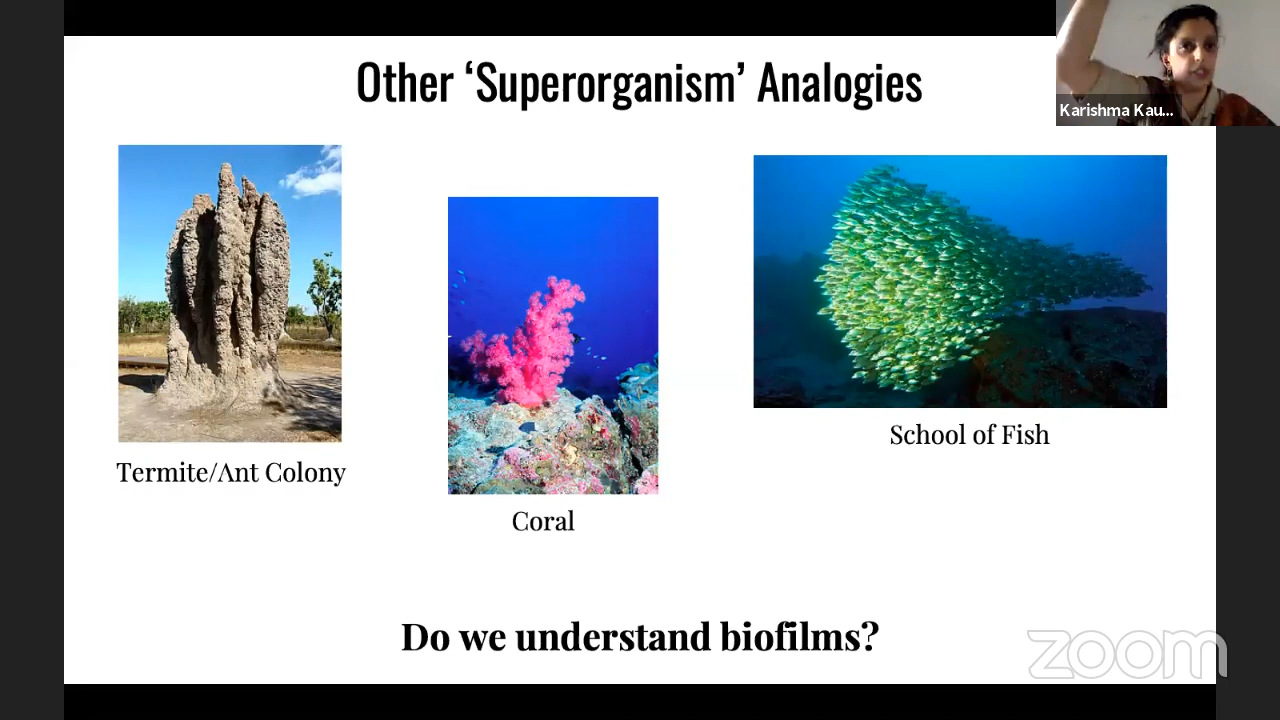 Other ‘Superorganism’ Analogies
Karishma Kau...
Termite/Ant Colony
Coral
School of Fish
Do we understand biofilms?
zoom